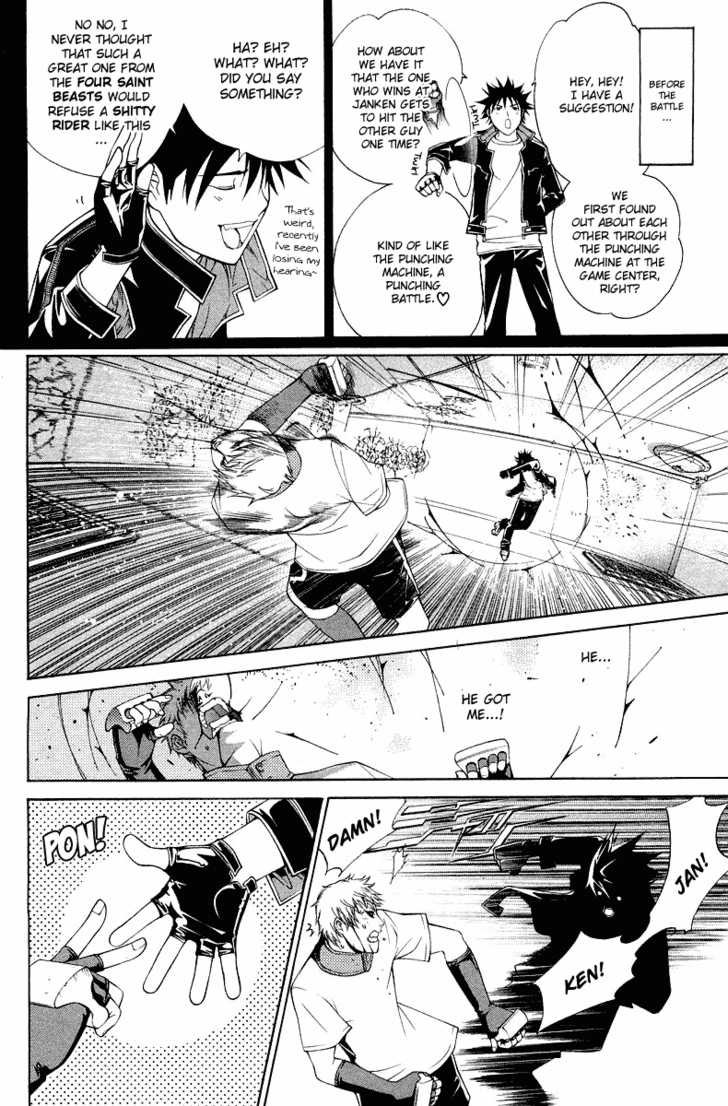 BEFORE
THE
BATTLE
...
HEY, HEY!
I HAVE A
SUGGESTION!
WE
FIRST FOUND
OUT ABOUT EACH
OTHER THROUGH
THE PUNCHING
MACHINE AT THE
GAME CENTER,
RIGHT?
HOW ABOUT
WE HAVE IT
THAT THE ONE
WHO WINS AT
JANKEN GETS
TO HIT THE
OTHER GUY
ONE TIME?
KIND OF LIKE
THE PUNCHING
MACHINE, A
PUNCHING
BATTLE.♡
HA? EH?
WHAT? WHAT?
DID YOU SAY
SOMETHING?
That's
weird,
recently
I've been
losing my
hearing~
NO NO, I
NEVER THOUGHT
THAT SUCH A
GREAT ONE FROM
THE FOUR SAINT
BEASTS WOULD
REFUSE A SHITTY
RIDER LIKE THIS
...
HE...
HE GOT
ME...!
JAN!
KEN!
DAMN!
PON!